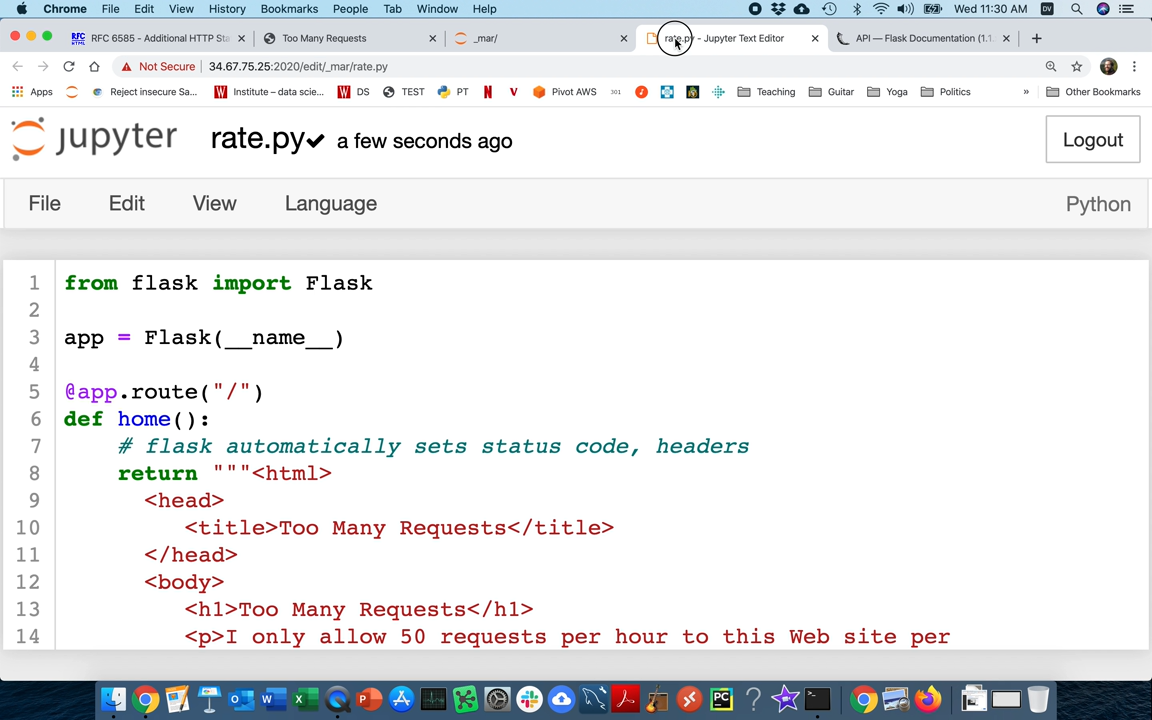 Chrome File Edit View History Bookmarks People Tab Window Help Wed 11:30 AM DV
RFC 6585 - Additional HTTP Sta Too Many Requests _mar/ rate.py - Jupyter Text Editor API — Flask Documentation (1.1.
Not Secure 34.67.75.25:2020/edit/_mar/rate.py
Apps Reject insecure Sa... Institute – data scie... DS TEST PT Pivot AWS Teaching Guitar Yoga Politics » Other Bookmarks
jupyter rate.py✔ a few seconds ago Logout
File Edit View Language Python
1 from flask import Flask
2
3 app = Flask(__name__)
4
5 @app.route("/")
6 def home():
7 # flask automatically sets status code, headers
8 return """<html>
9 <head>
10 <title>Too Many Requests</title>
11 </head>
12 <body>
13 <h1>Too Many Requests</h1>
14 <p>I only allow 50 requests per hour to this Web site per